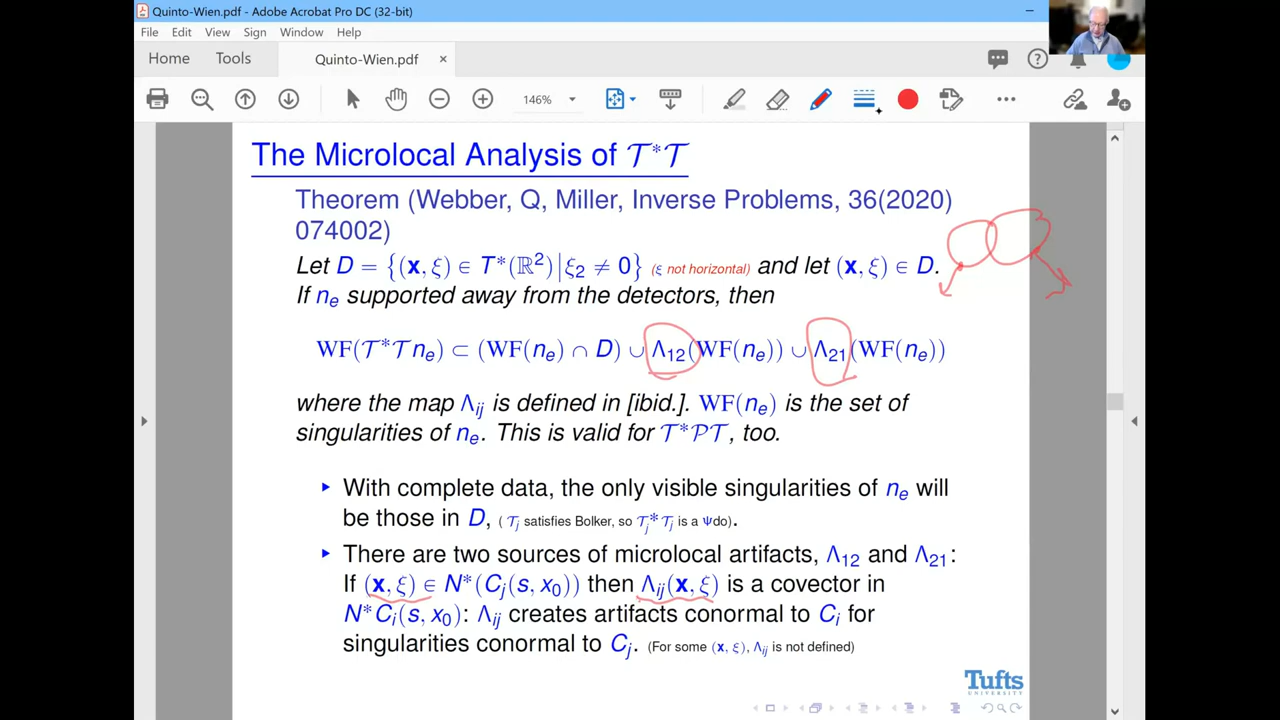 Quinto-Wien.pdf - Adobe Acrobat Pro DC (32-bit)
File Edit View Sign Window Help
Home Tools Quinto-Wien.pdf ×
146%
The Microlocal Analysis of 𝒯*𝒯
Theorem (Webber, Q, Miller, Inverse Problems, 36(2020)
074002)
Let D = {(x, ξ) ∈ T*(ℝ²)|ξ₂ ≠ 0} (ξ not horizontal) and let (x, ξ) ∈ D.
If nₑ supported away from the detectors, then
WF(𝒯*𝒯nₑ) ⊂ (WF(nₑ) ∩ D) ∪ Λ₁₂(WF(nₑ)) ∪ Λ₂₁(WF(nₑ))
where the map Λᵢⱼ is defined in [ibid.]. WF(nₑ) is the set of
singularities of nₑ. This is valid for 𝒯*𝒫𝒯, too.
▸ With complete data, the only visible singularities of nₑ will
be those in D, ( 𝒯ⱼ satisfies Bolker, so 𝒯ⱼ*𝒯ⱼ is a Ψdo).
▸ There are two sources of microlocal artifacts, Λ₁₂ and Λ₂₁:
If (x, ξ) ∈ N*(Cⱼ(s, x₀)) then Λᵢⱼ(x, ξ) is a covector in
N*Cᵢ(s, x₀): Λᵢⱼ creates artifacts conormal to Cᵢ for
singularities conormal to Cⱼ. (For some (x, ξ), Λᵢⱼ is not defined)
Tufts
UNIVERSITY